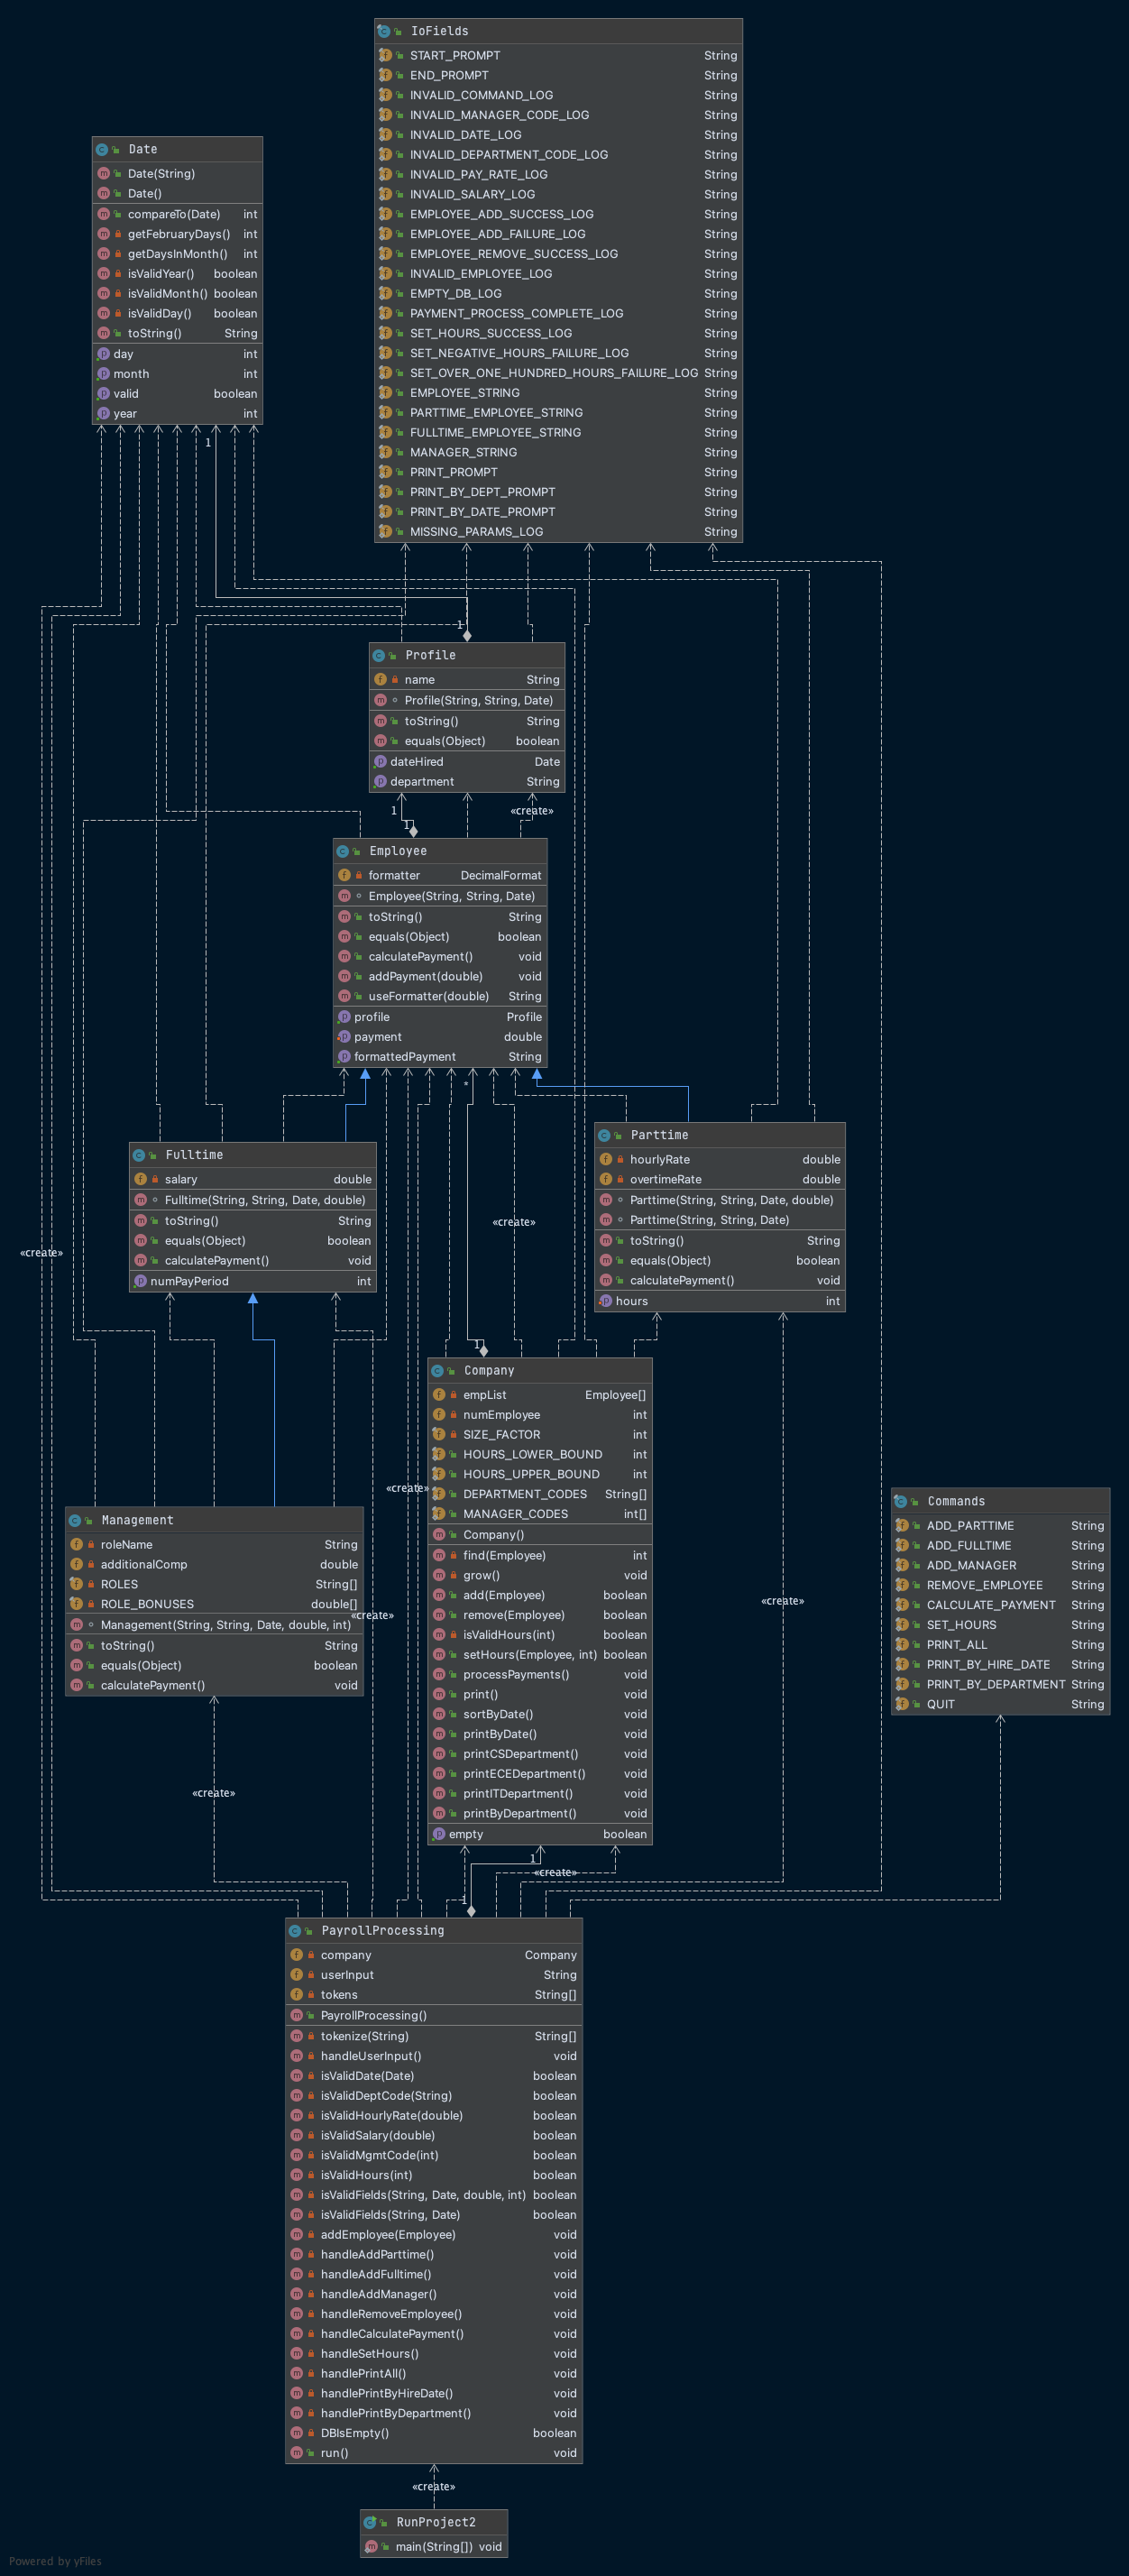 IoFields
START_PROMPT String
END_PROMPT String
INVALID_COMMAND_LOG String
INVALID_MANAGER_CODE_LOG String
INVALID_DATE_LOG String
INVALID_DEPARTMENT_CODE_LOG String
INVALID_PAY_RATE_LOG String
INVALID_SALARY_LOG String
EMPLOYEE_ADD_SUCCESS_LOG String
EMPLOYEE_ADD_FAILURE_LOG String
EMPLOYEE_REMOVE_SUCCESS_LOG String
INVALID_EMPLOYEE_LOG String
EMPTY_DB_LOG String
PAYMENT_PROCESS_COMPLETE_LOG String
SET_HOURS_SUCCESS_LOG String
SET_NEGATIVE_HOURS_FAILURE_LOG String
SET_OVER_ONE_HUNDRED_HOURS_FAILURE_LOG String
EMPLOYEE_STRING String
PARTTIME_EMPLOYEE_STRING String
FULLTIME_EMPLOYEE_STRING String
MANAGER_STRING String
PRINT_PROMPT String
PRINT_BY_DEPT_PROMPT String
PRINT_BY_DATE_PROMPT String
MISSING_PARAMS_LOG String
Date
Date(String)
Date()
compareTo(Date) int
getFebruaryDays() int
getDaysInMonth() int
isValidYear() boolean
isValidMonth() boolean
isValidDay() boolean
toString() String
day int
month int
valid boolean
year int
1
1
Profile
name String
Profile(String, String, Date)
toString() String
equals(Object) boolean
dateHired Date
department String
1
«create»
1
Employee
formatter DecimalFormat
Employee(String, String, Date)
toString() String
equals(Object) boolean
calculatePayment() void
addPayment(double) void
useFormatter(double) String
profile Profile
payment double
formattedPayment String
*
Fulltime
salary double
Fulltime(String, String, Date, double)
toString() String
equals(Object) boolean
calculatePayment() void
numPayPeriod int
Parttime
hourlyRate double
overtimeRate double
Parttime(String, String, Date, double)
Parttime(String, String, Date)
toString() String
equals(Object) boolean
calculatePayment() void
hours int
«create»
«create»
1
Company
empList Employee[]
numEmployee int
SIZE_FACTOR int
HOURS_LOWER_BOUND int
HOURS_UPPER_BOUND int
DEPARTMENT_CODES String[]
MANAGER_CODES int[]
Company()
find(Employee) int
grow() void
add(Employee) boolean
remove(Employee) boolean
isValidHours(int) boolean
setHours(Employee, int) boolean
processPayments() void
print() void
sortByDate() void
printByDate() void
printCSDepartment() void
printECEDepartment() void
printITDepartment() void
printByDepartment() void
empty boolean
«create»
Management
roleName String
additionalComp double
ROLES String[]
ROLE_BONUSES double[]
Management(String, String, Date, double, int)
toString() String
equals(Object) boolean
calculatePayment() void
«create»
«create»
Commands
ADD_PARTTIME String
ADD_FULLTIME String
ADD_MANAGER String
REMOVE_EMPLOYEE String
CALCULATE_PAYMENT String
SET_HOURS String
PRINT_ALL String
PRINT_BY_HIRE_DATE String
PRINT_BY_DEPARTMENT String
QUIT String
«create»
1
«create»
1
PayrollProcessing
company Company
userInput String
tokens String[]
PayrollProcessing()
tokenize(String) String[]
handleUserInput() void
isValidDate(Date) boolean
isValidDeptCode(String) boolean
isValidHourlyRate(double) boolean
isValidSalary(double) boolean
isValidMgmtCode(int) boolean
isValidHours(int) boolean
isValidFields(String, Date, double, int) boolean
isValidFields(String, Date) boolean
addEmployee(Employee) void
handleAddParttime() void
handleAddFulltime() void
handleAddManager() void
handleRemoveEmployee() void
handleCalculatePayment() void
handleSetHours() void
handlePrintAll() void
handlePrintByHireDate() void
handlePrintByDepartment() void
DBIsEmpty() boolean
run() void
«create»
RunProject2
main(String[]) void
Powered by yFiles